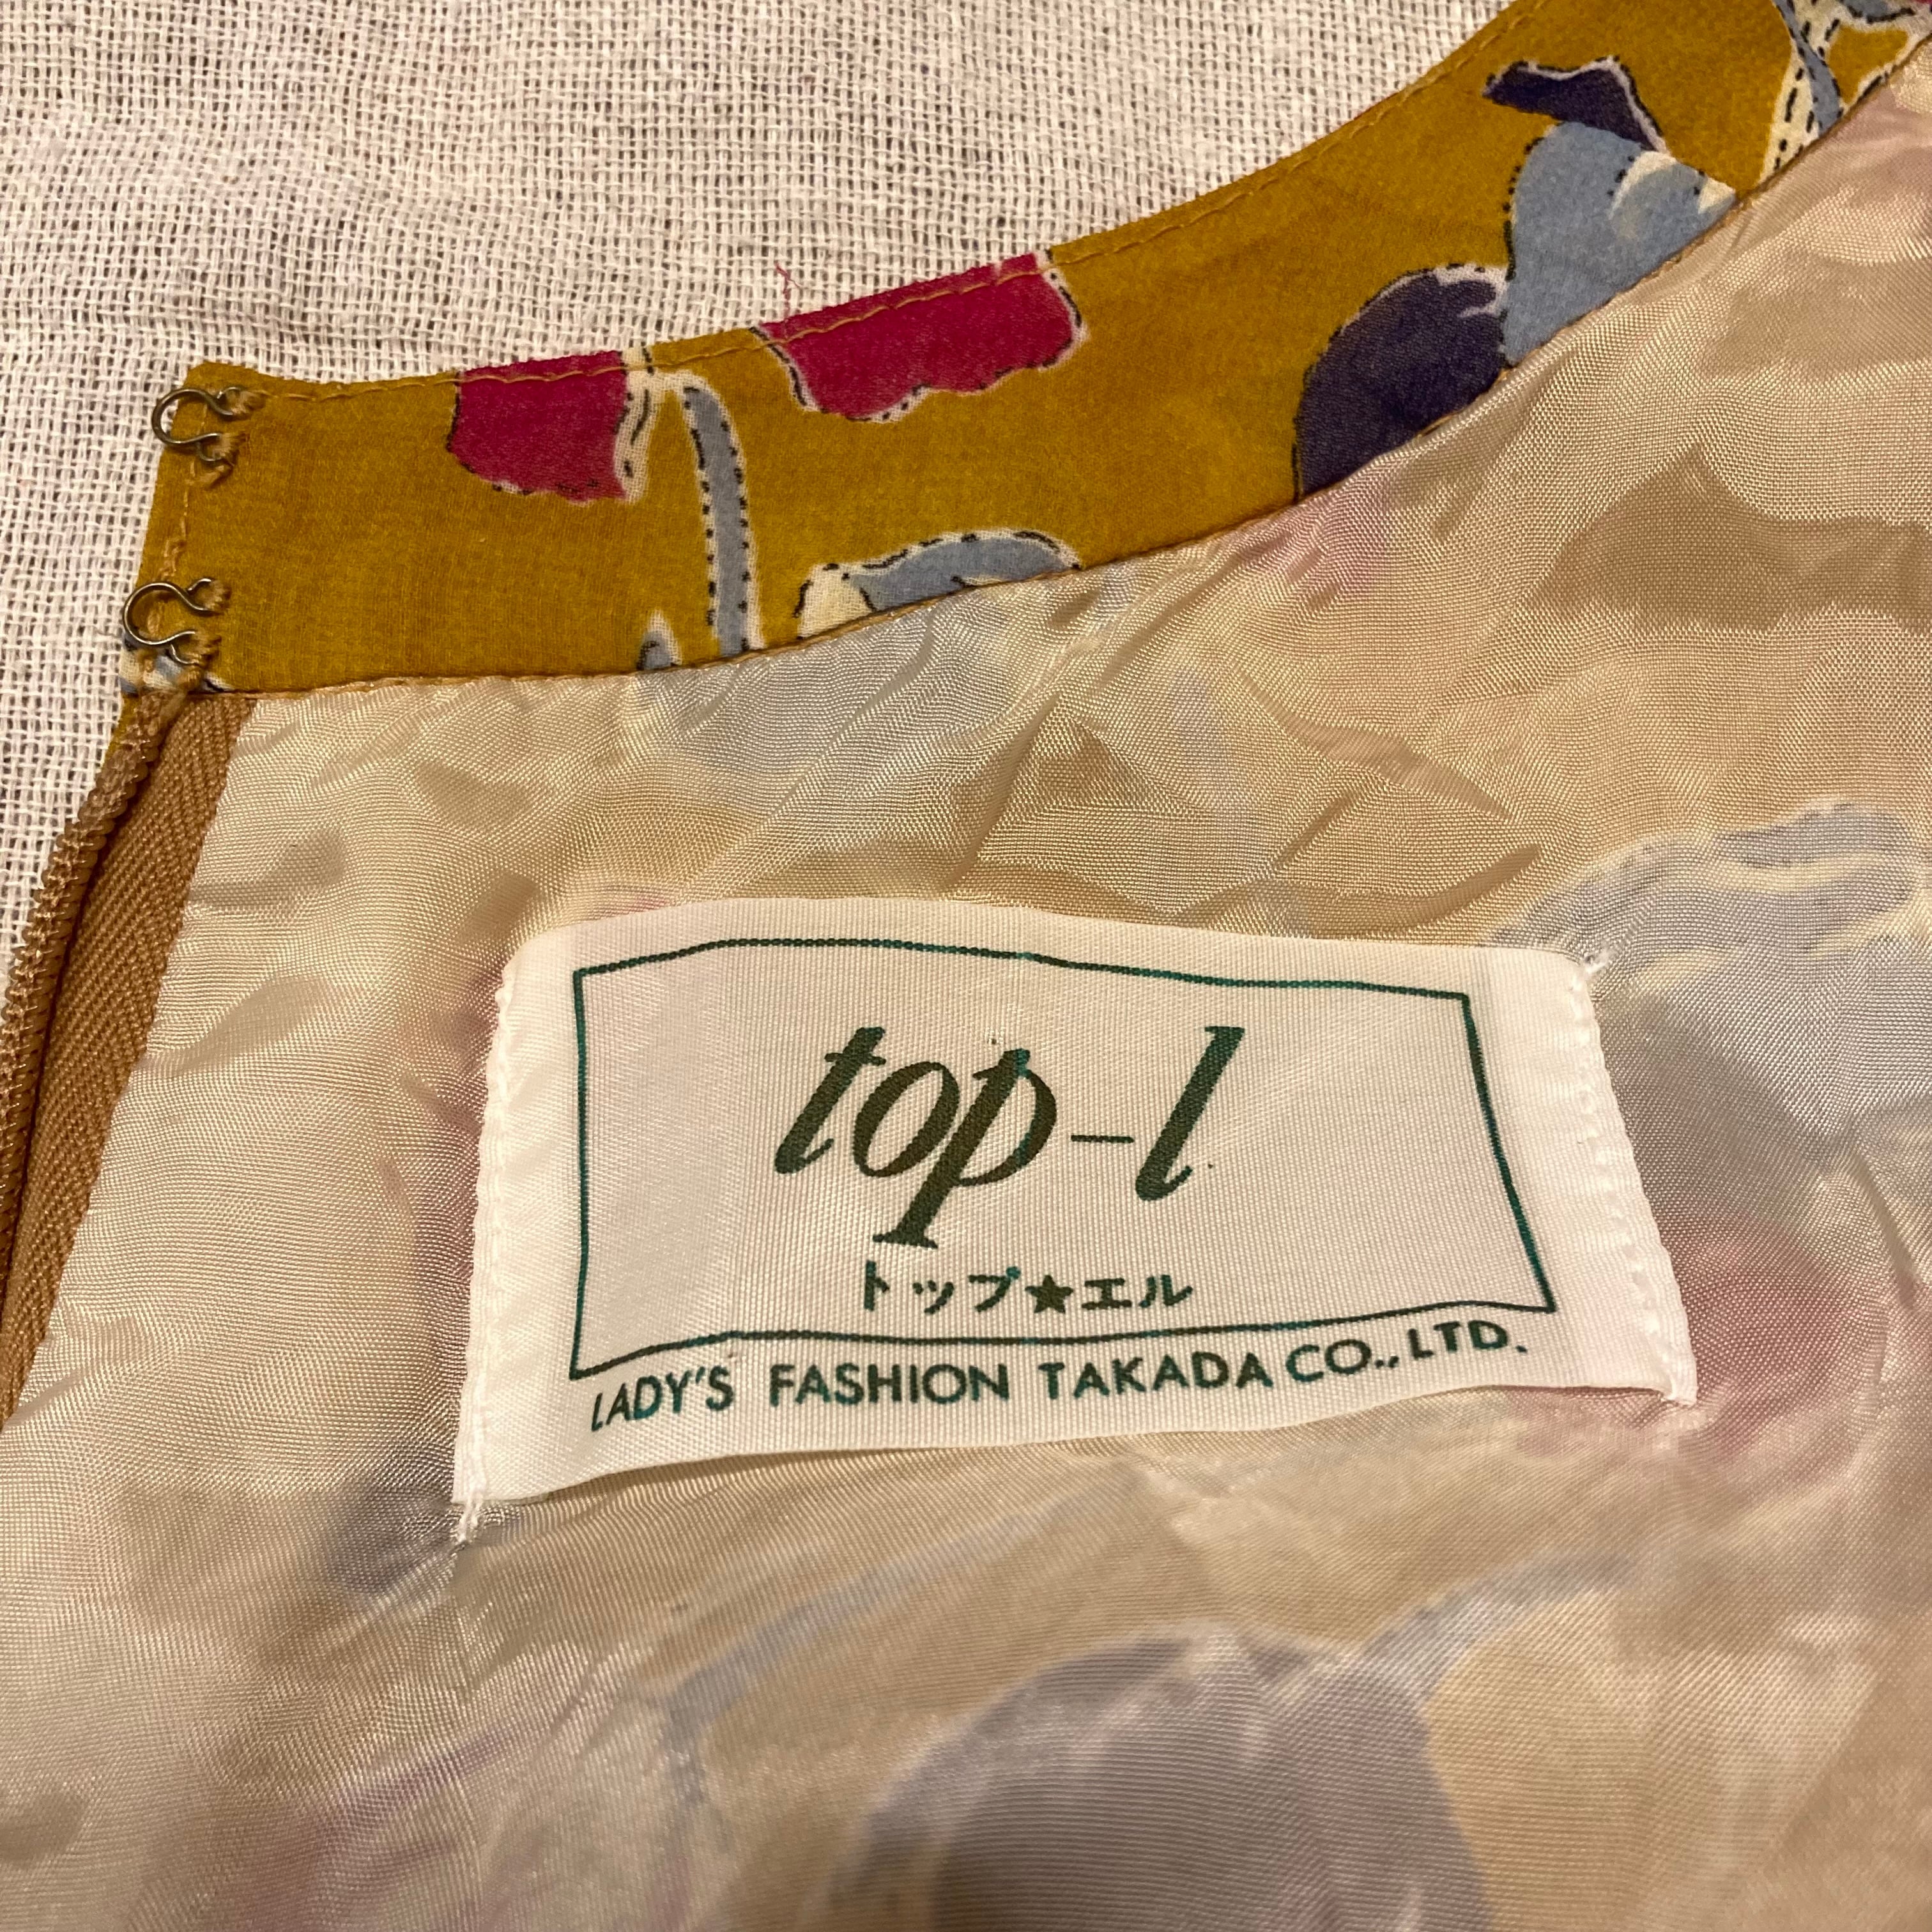 top-l
トップ★エル
LADY'S FASHION TAKADA CO.,LTD.